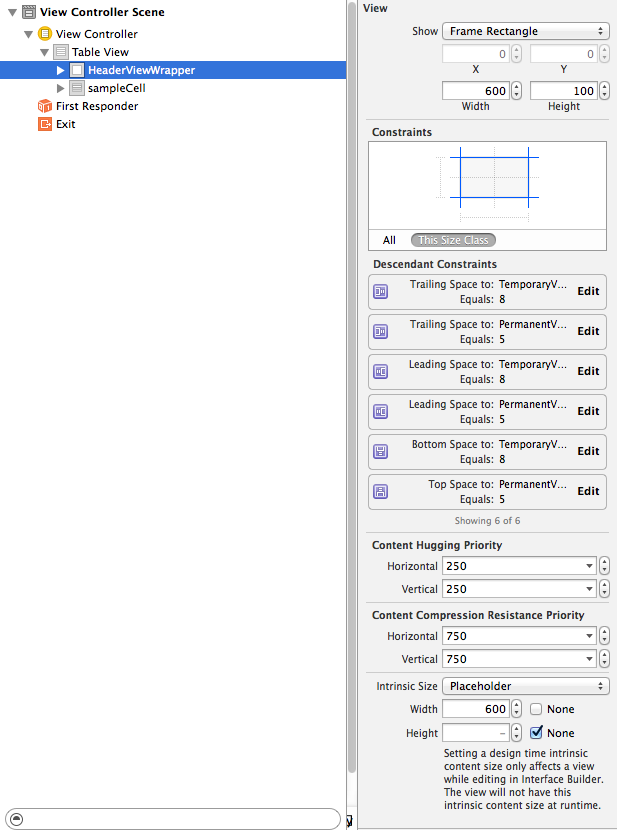 View Controller Scene
View Controller
Table View
HeaderViewWrapper
sampleCell
First Responder
Exit
View
Show Frame Rectangle
0 0
X Y
600 100
Width Height
Constraints
All This Size Class
Descendant Constraints
Trailing Space to: TemporaryV...
Equals: 8
Edit
Trailing Space to: PermanentV...
Equals: 5
Edit
Leading Space to: TemporaryV...
Equals: 8
Edit
Leading Space to: PermanentV...
Equals: 5
Edit
Bottom Space to: TemporaryV...
Equals: 8
Edit
Top Space to: PermanentV...
Equals: 5
Edit
Showing 6 of 6
Content Hugging Priority
Horizontal 250
Vertical 250
Content Compression Resistance Priority
Horizontal 750
Vertical 750
Intrinsic Size Placeholder
Width 600 None
Height – None
Setting a design time intrinsic
content size only affects a view
while editing in Interface Builder.
The view will not have this
intrinsic content size at runtime.